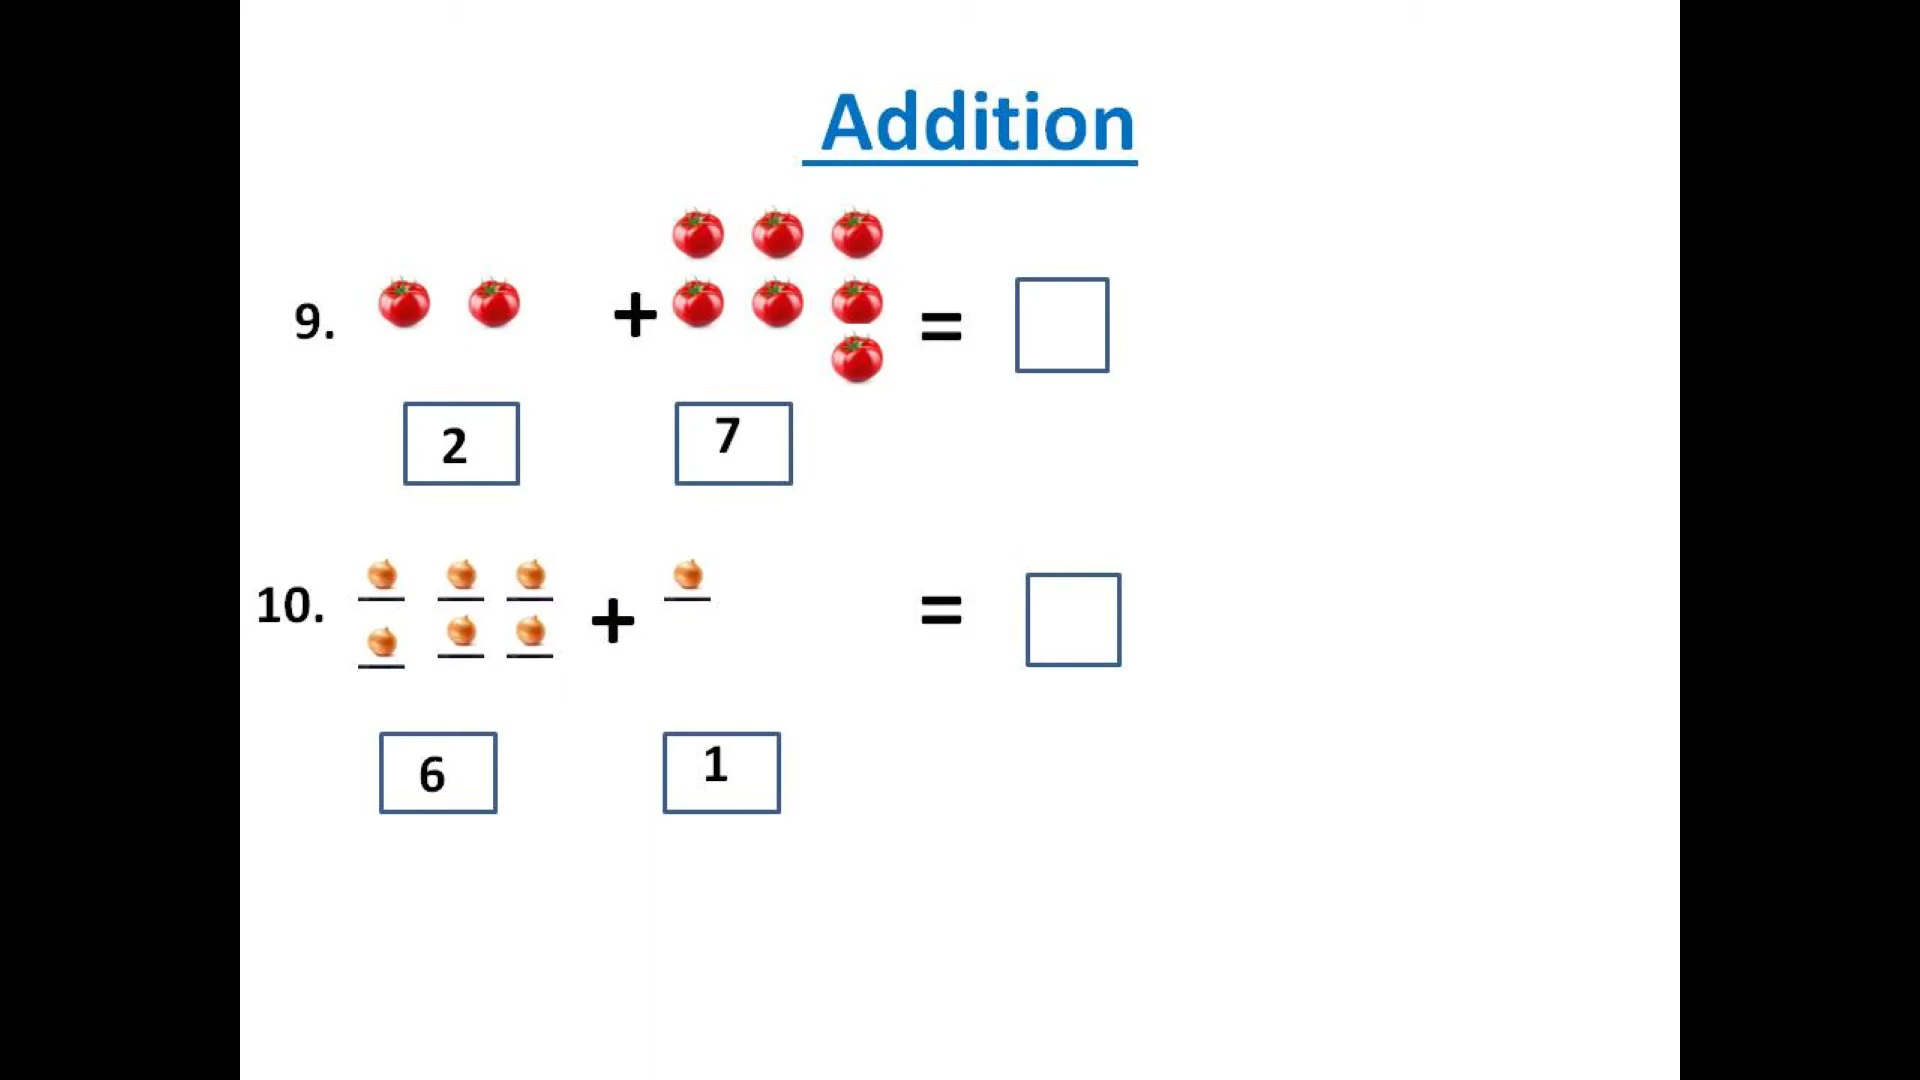 Addition
9. + =
2 7
10. + =
6 1